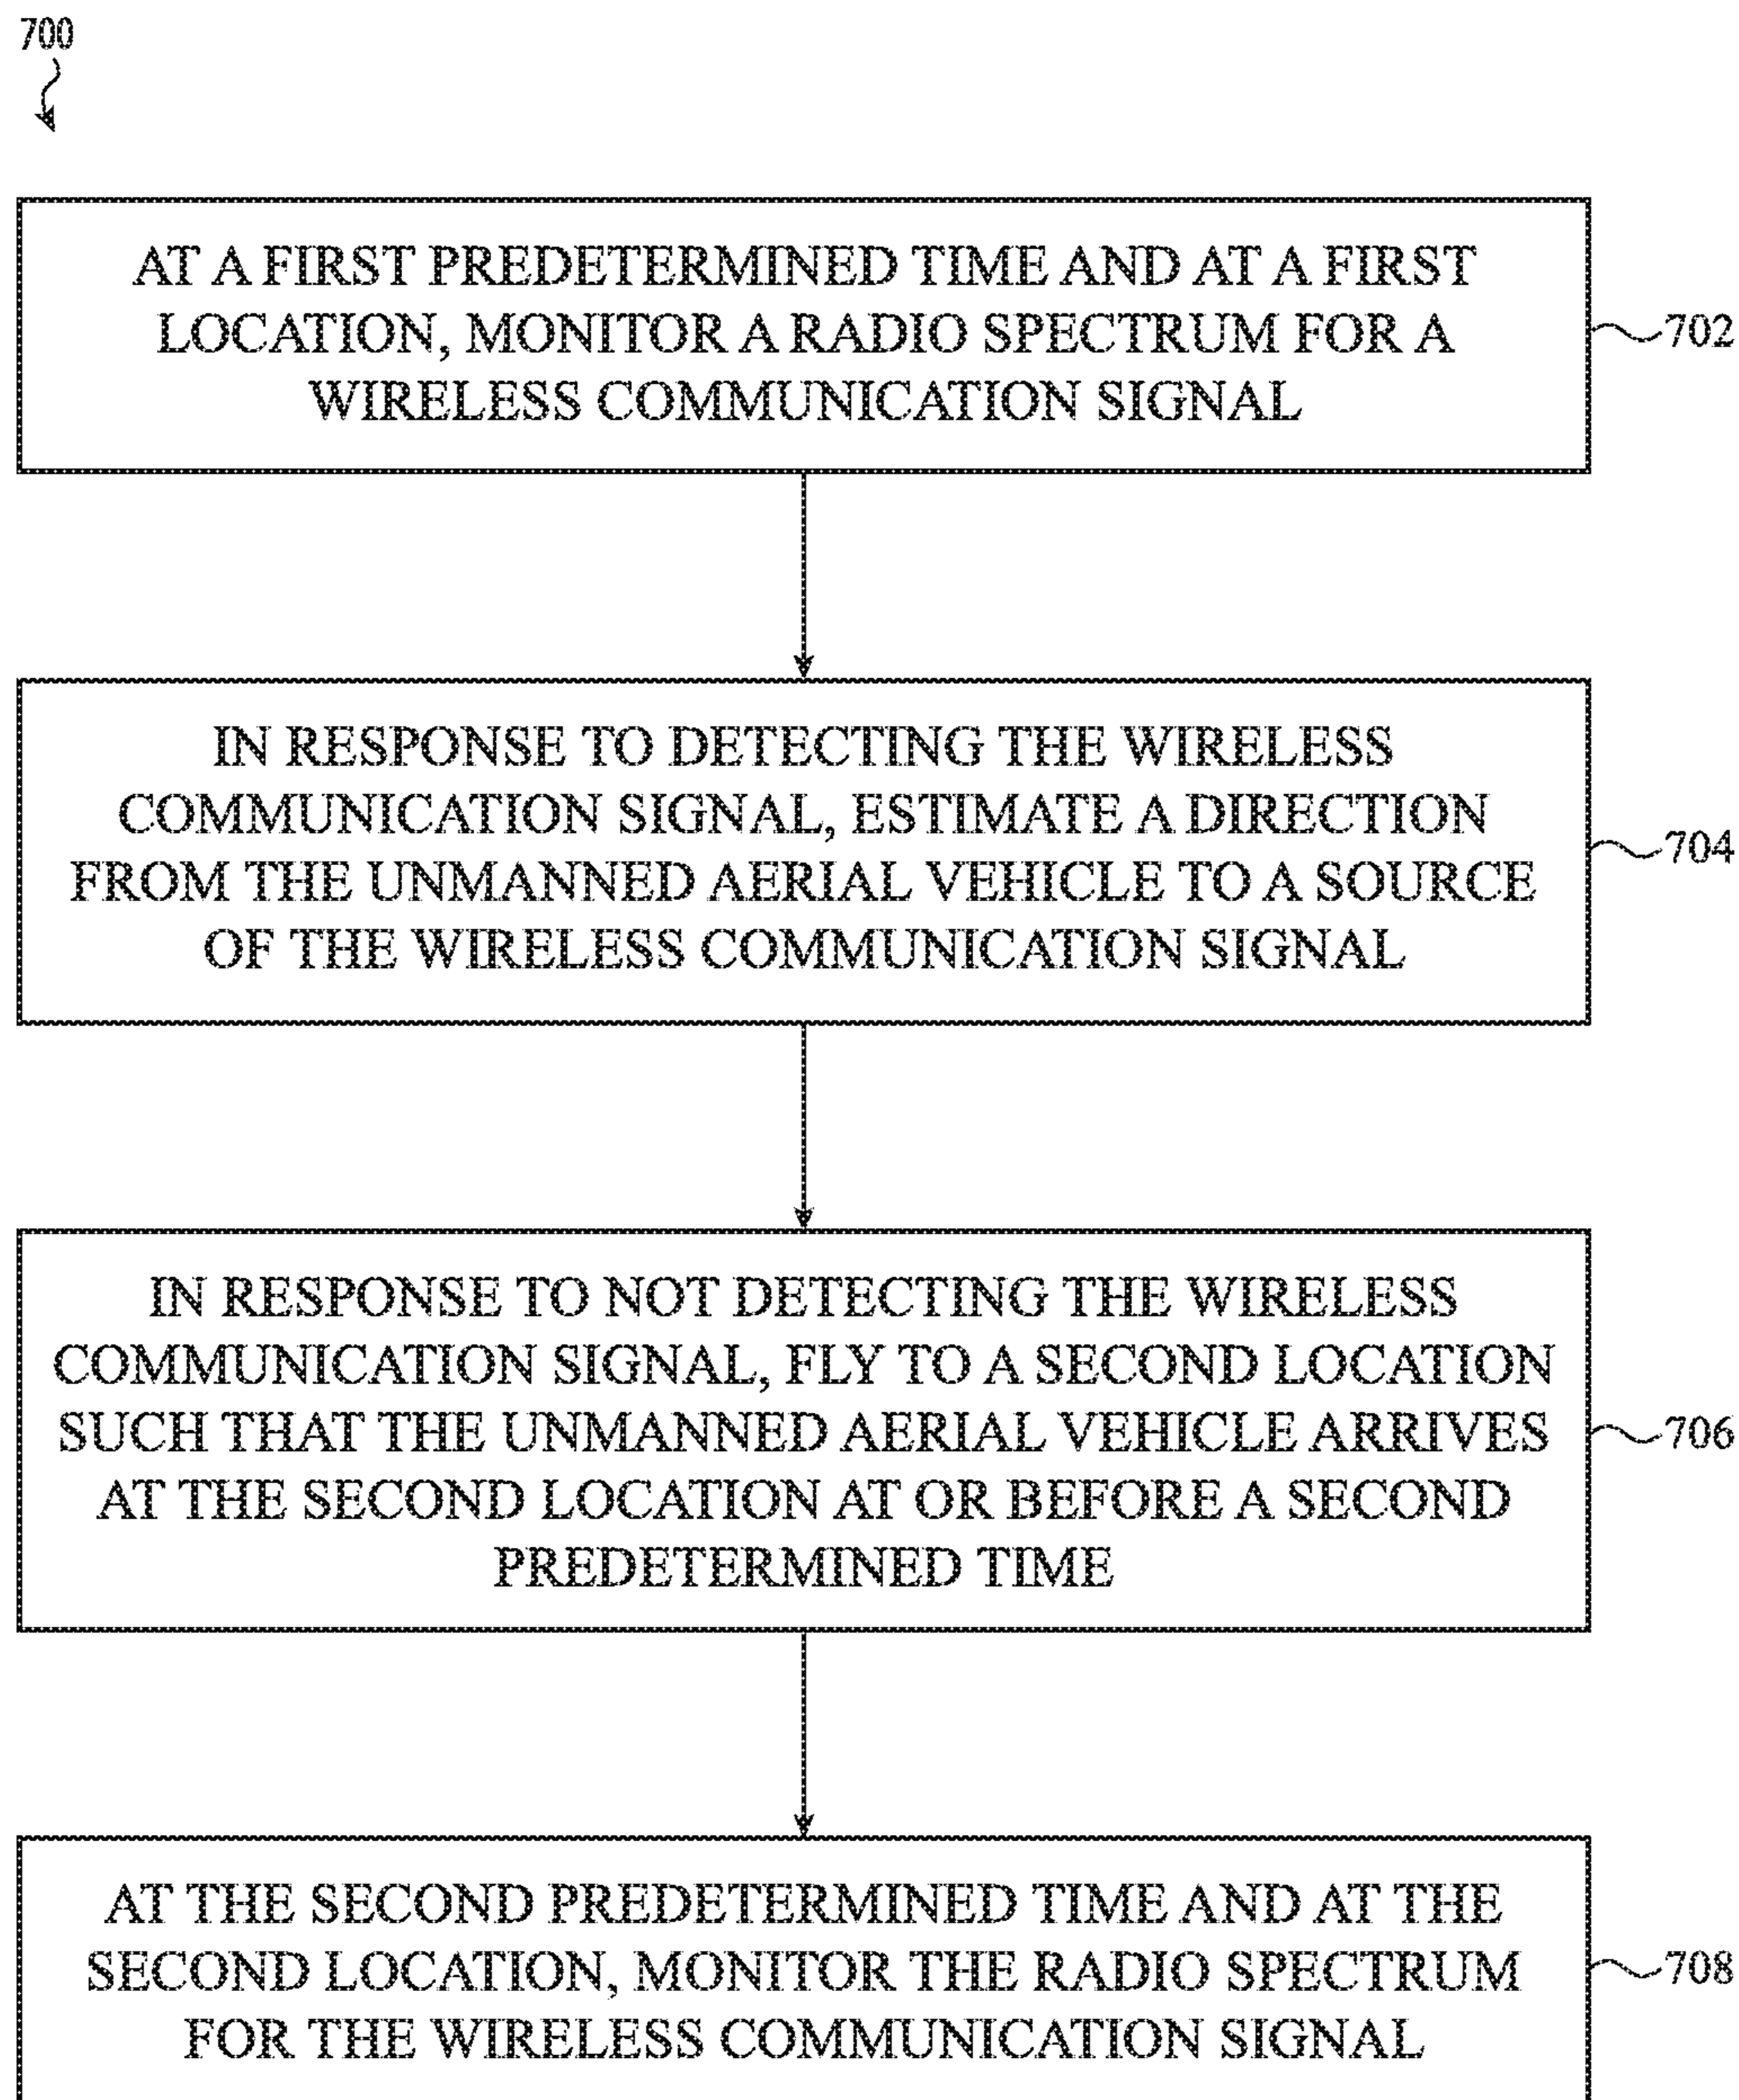 700
AT A FIRST PREDETERMINED TIME AND AT A FIRST
LOCATION, MONITOR A RADIO SPECTRUM FOR A
WIRELESS COMMUNICATION SIGNAL
702
IN RESPONSE TO DETECTING THE WIRELESS
COMMUNICATION SIGNAL, ESTIMATE A DIRECTION
FROM THE UNMANNED AERIAL VEHICLE TO A SOURCE
OF THE WIRELESS COMMUNICATION SIGNAL
704
IN RESPONSE TO NOT DETECTING THE WIRELESS
COMMUNICATION SIGNAL, FLY TO A SECOND LOCATION
SUCH THAT THE UNMANNED AERIAL VEHICLE ARRIVES
AT THE SECOND LOCATION AT OR BEFORE A SECOND
PREDETERMINED TIME
706
AT THE SECOND PREDETERMINED TIME AND AT THE
SECOND LOCATION, MONITOR THE RADIO SPECTRUM
FOR THE WIRELESS COMMUNICATION SIGNAL
708